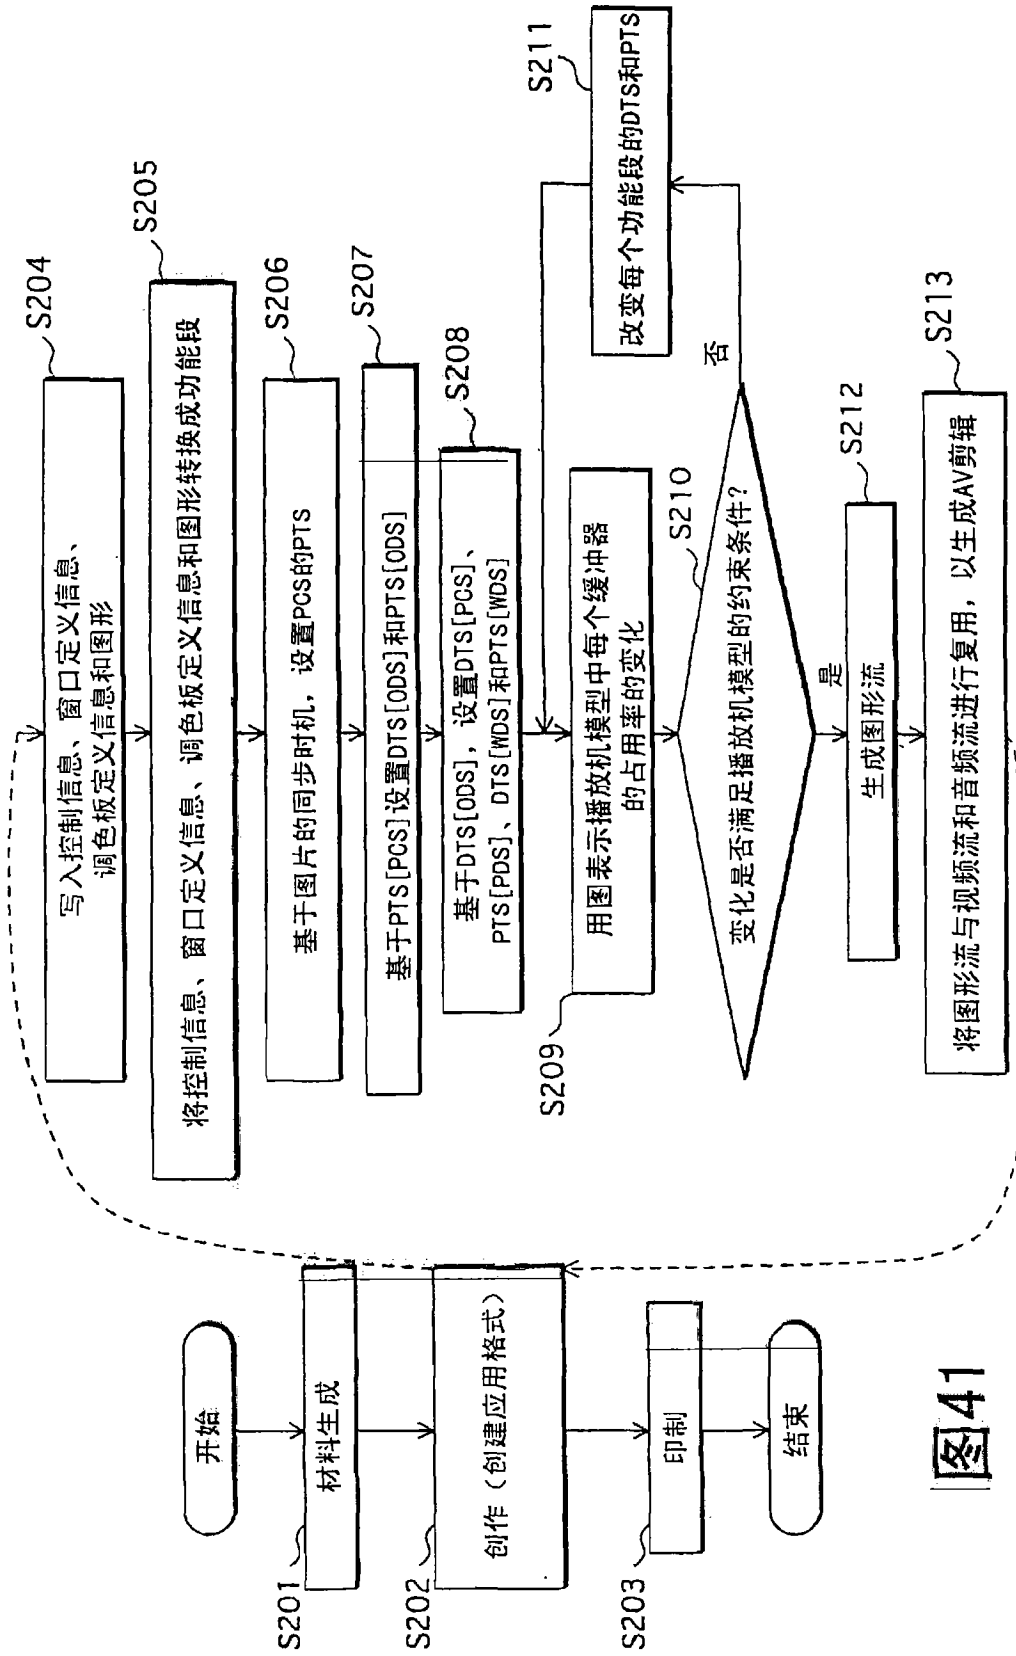 开始
S201
材料生成
S202
创作（创建应用格式）
S203
印制
结束
S204
写入控制信息、窗口定义信息、
调色板定义信息和图形
S205
将控制信息、窗口定义信息、调色板定义信息和图形转换成功能段
S206
基于图片的同步时机，设置PCS的PTS
S207
基于PTS[PCS]设置DTS[ODS]和PTS[ODS]
S208
基于DTS[ODS]，设置DTS[PCS]、
PTS[PDS]、DTS[WDS]和PTS[WDS]
S209
用图表示播放机模型中每个缓冲器
的占用率的变化
S210
变化是否满足播放机模型的约束条件？
否
S211
改变每个功能段的DTS和PTS
是
S212
生成图形流
S213
将图形流与视频流和音频流进行复用，以生成AV剪辑
图41